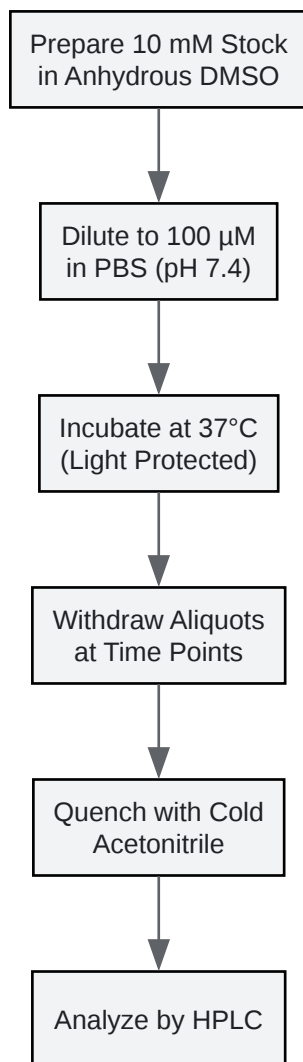 Prepare 10 mM Stock
in Anhydrous DMSO
Dilute to 100 µM
in PBS (pH 7.4)
Incubate at 37°C
(Light Protected)
Withdraw Aliquots
at Time Points
Quench with Cold
Acetonitrile
Analyze by HPLC